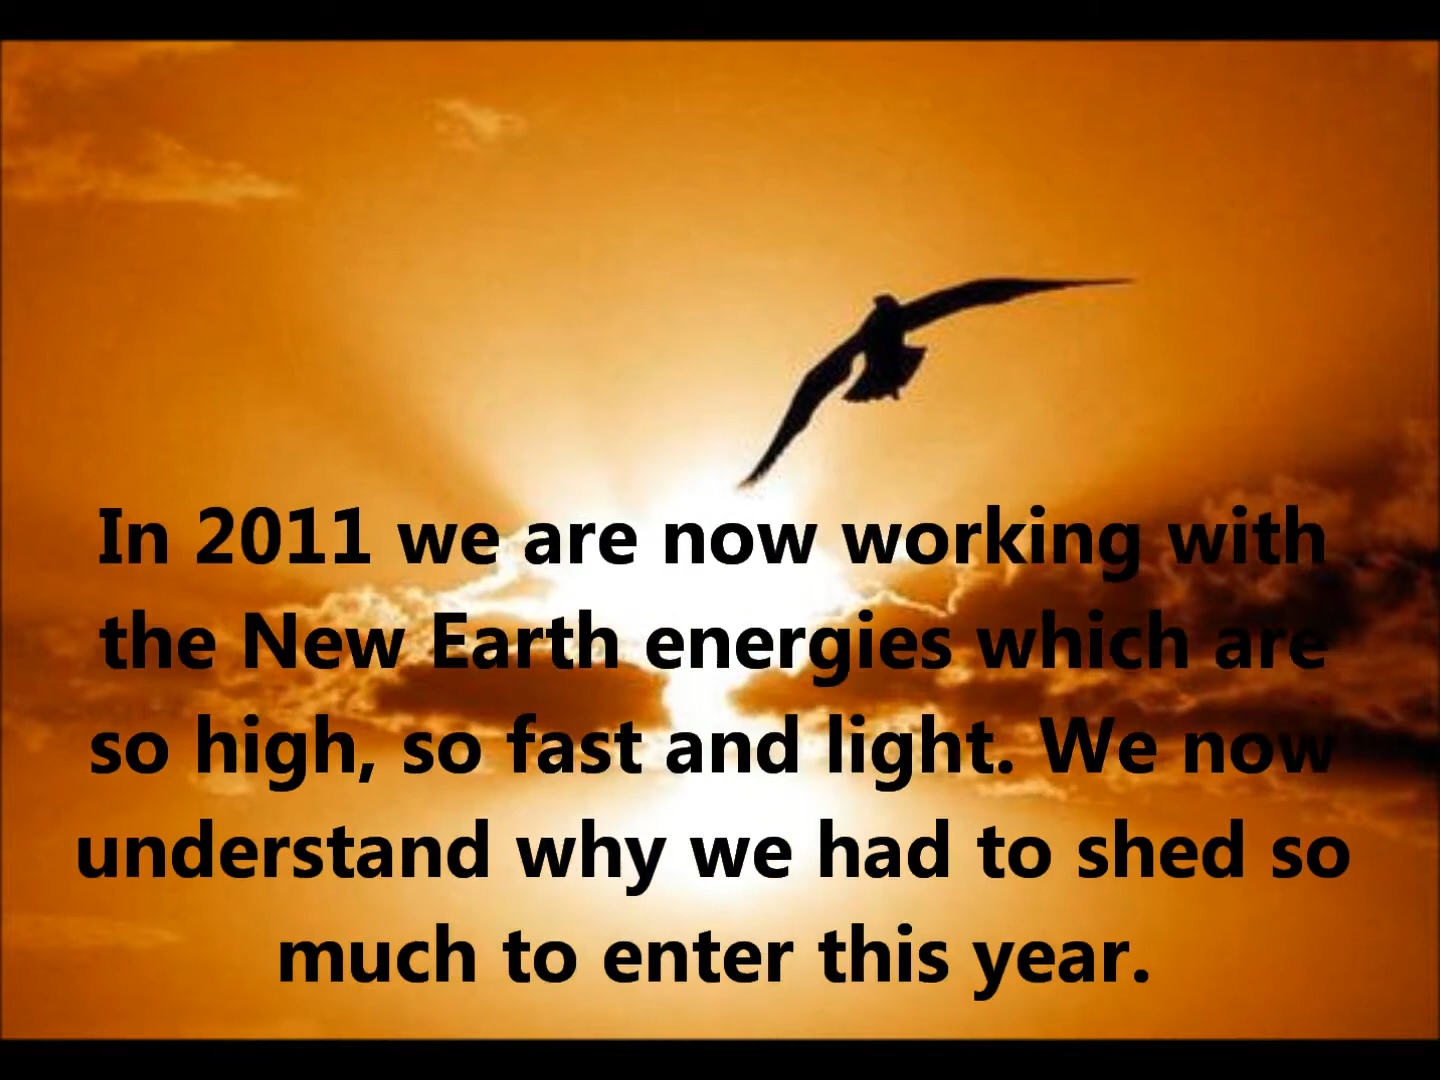 In 2011 we are now working with
the New Earth energies which are
so high, so fast and light. We now
understand why we had to shed so
much to enter this year.